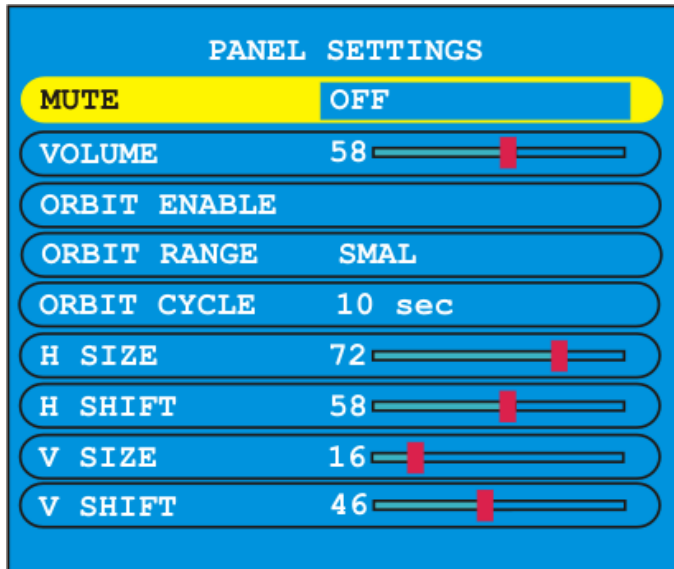 PANEL SETTINGS
MUTE OFF
VOLUME 58
ORBIT ENABLE
ORBIT RANGE SMAL
ORBIT CYCLE 10 sec
H SIZE 72
H SHIFT 58
V SIZE 16
V SHIFT 46